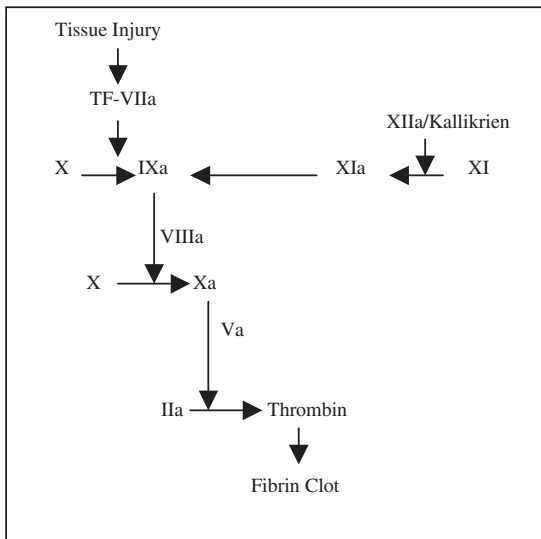 Tissue Injury
TF-VIIa
XIIa/Kallikrien
X IXa XIa XI
VIIIa
X Xa
Va
IIa Thrombin
Fibrin Clot